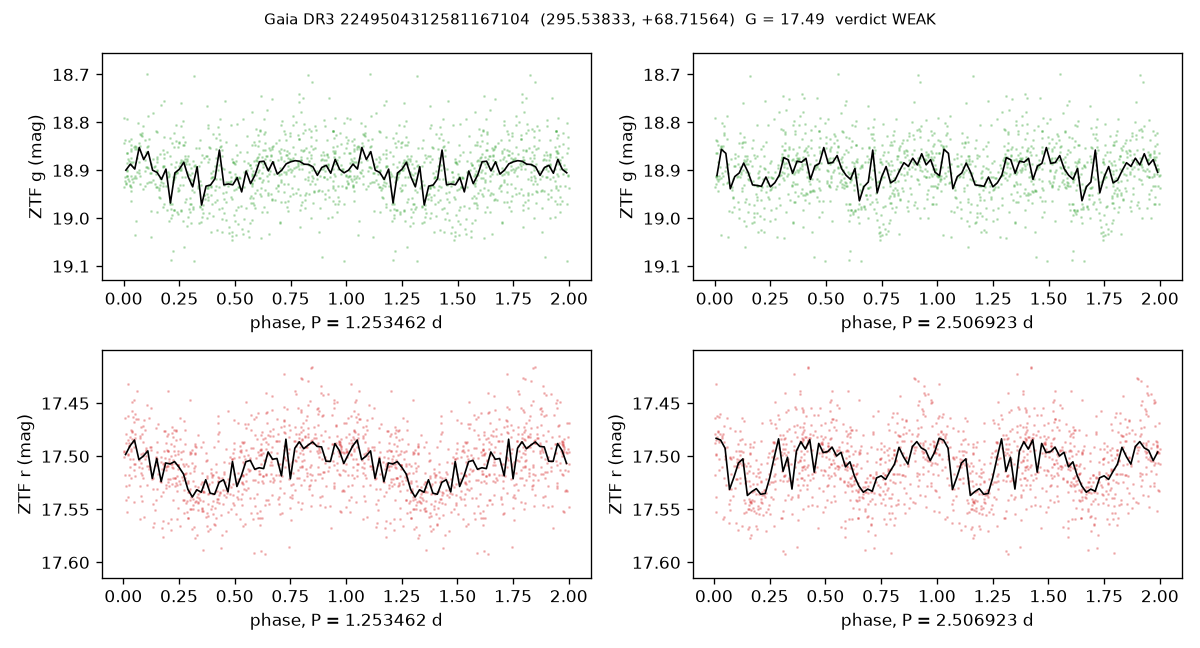 Gaia DR3 2249504312581167104  (295.53833, +68.71564)  G = 17.49  verdict WEAK
ZTF g (mag)
18.7
18.8
18.9
19.0
19.1
0.00 0.25 0.50 0.75 1.00 1.25 1.50 1.75 2.00
phase, P = 1.253462 d
ZTF g (mag)
18.7
18.8
18.9
19.0
19.1
0.00 0.25 0.50 0.75 1.00 1.25 1.50 1.75 2.00
phase, P = 2.506923 d
ZTF r (mag)
17.45
17.50
17.55
17.60
0.00 0.25 0.50 0.75 1.00 1.25 1.50 1.75 2.00
phase, P = 1.253462 d
ZTF r (mag)
17.45
17.50
17.55
17.60
0.00 0.25 0.50 0.75 1.00 1.25 1.50 1.75 2.00
phase, P = 2.506923 d